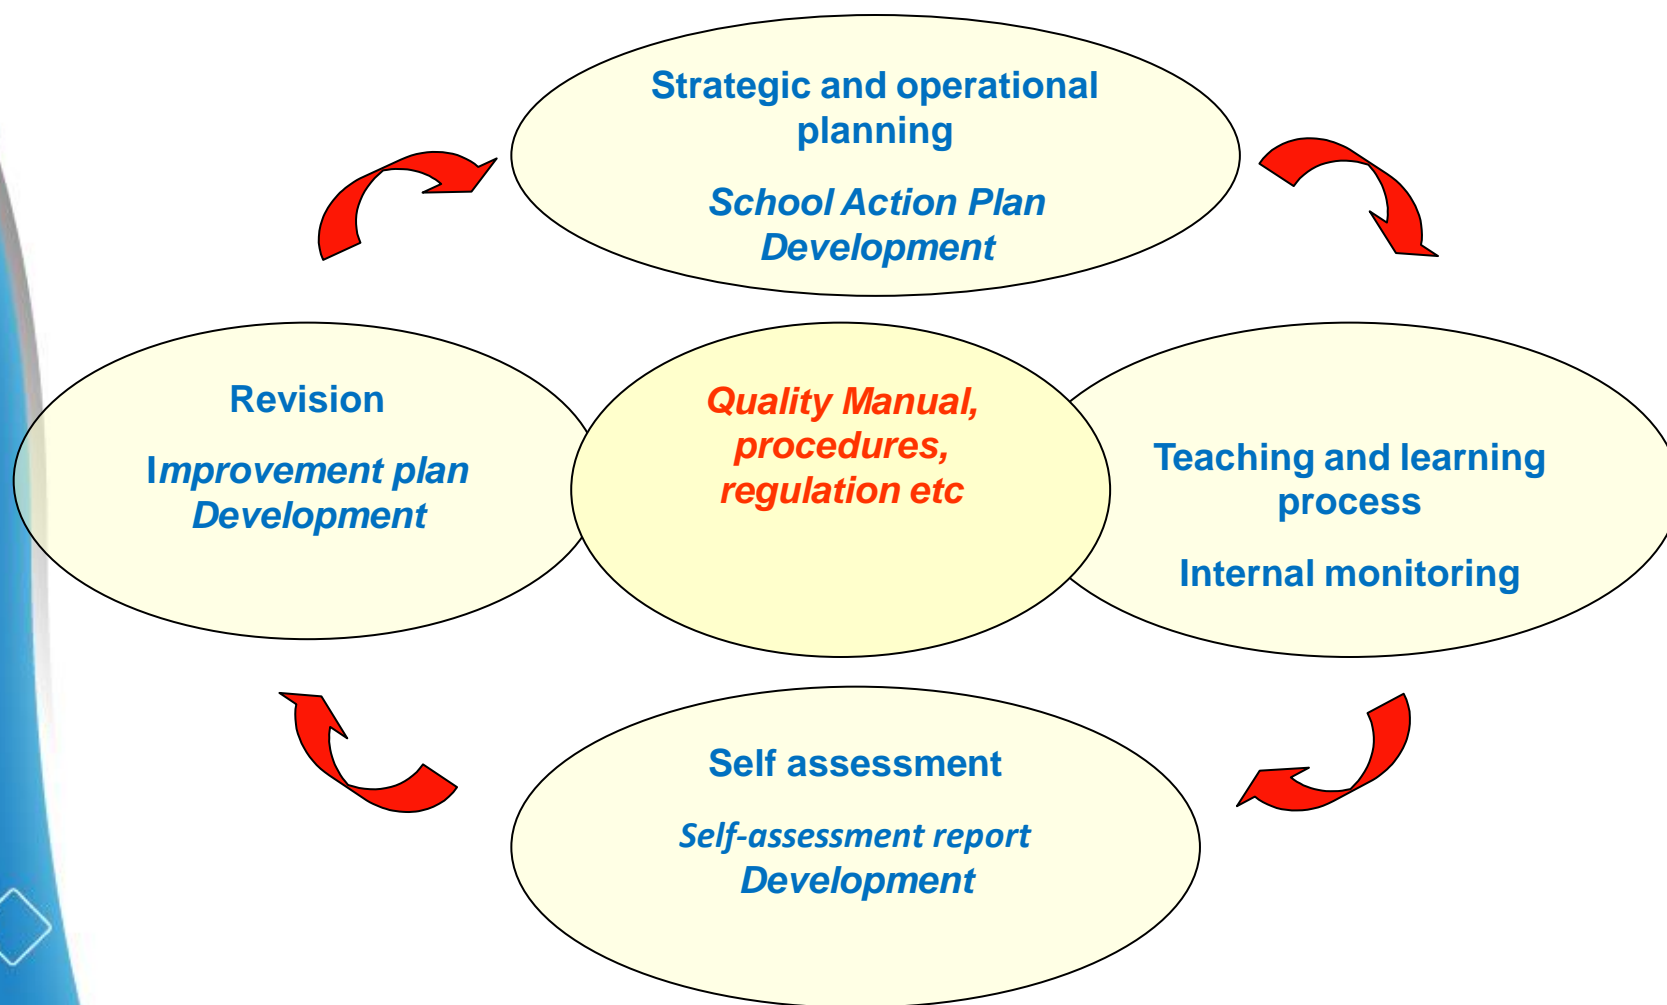 Strategic and operational
planning
School Action Plan
Development
Revision
Improvement plan
Development
Quality Manual,
procedures,
regulation etc
Teaching and learning
process
Internal monitoring
Self assessment
Self-assessment report
Development